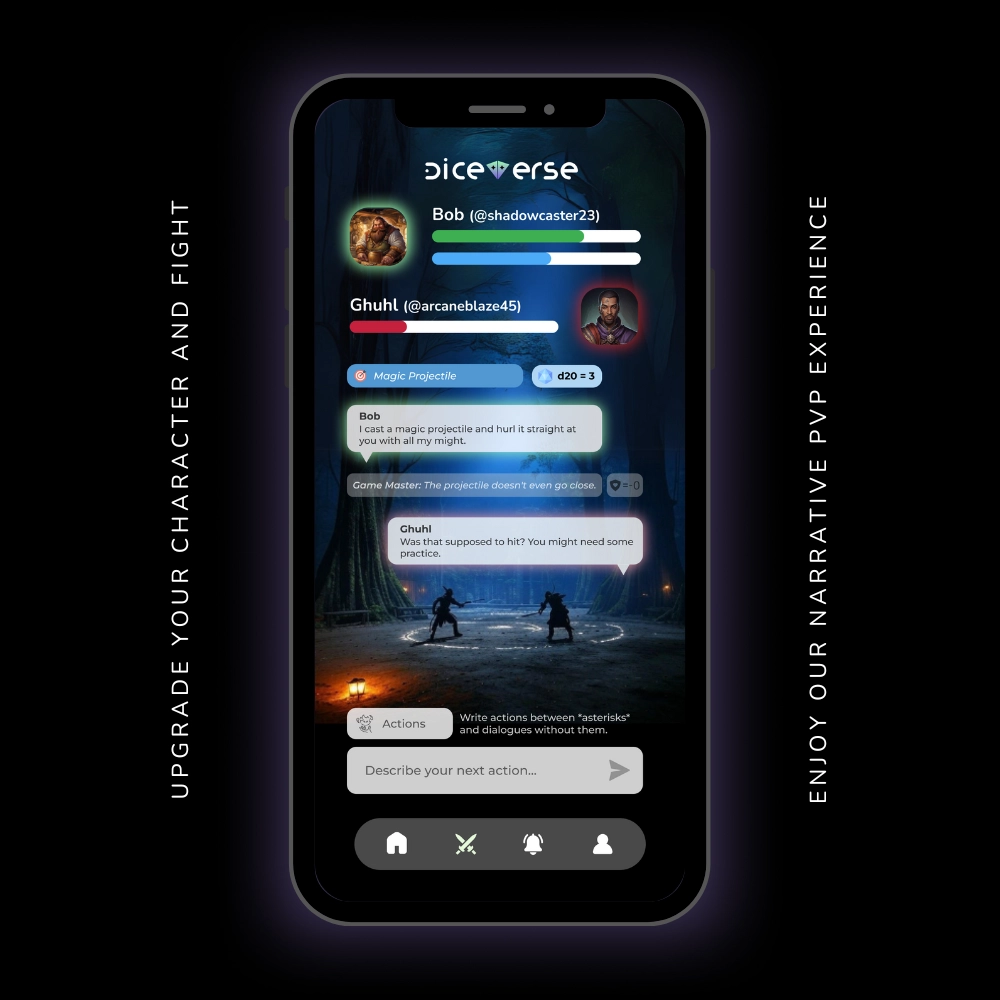 UPGRADE YOUR CHARACTER AND FIGHT
diceverse
Bob (@shadowcaster23)
Ghuhl (@arcaneblaze45)
Magic Projectile
d20 = 3
Bob
I cast a magic projectile and hurl it straight at
you with all my might.
Game Master: The projectile doesn't even go close.
=-0
Ghuhl
Was that supposed to hit? You might need some
practice.
Actions
Write actions between *asterisks*
and dialogues without them.
Describe your next action...
ENJOY OUR NARRATIVE PVP EXPERIENCE